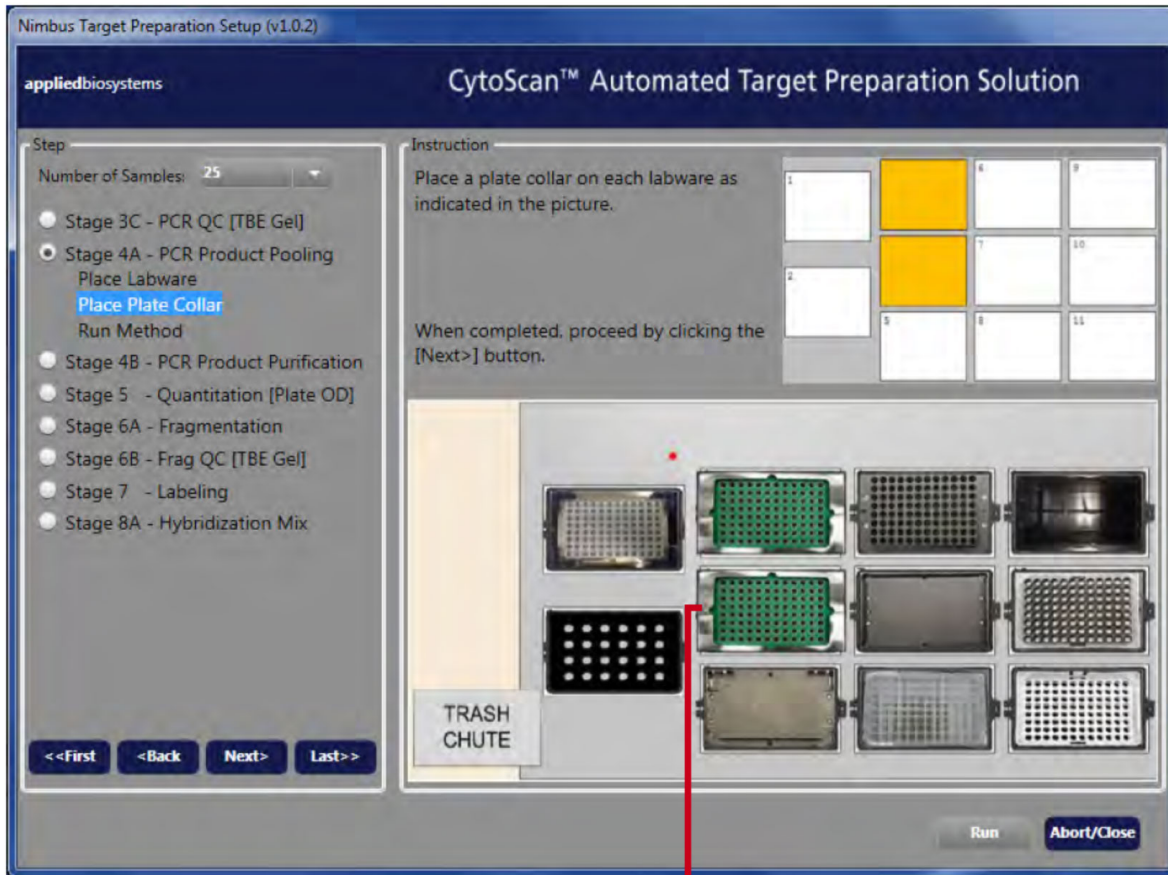 Nimbus Target Preparation Setup (v1.0.2)
appliedbiosystems
CytoScan™ Automated Target Preparation Solution
Step
Number of Samples: 25
Stage 3C - PCR QC [TBE Gel]
Stage 4A - PCR Product Pooling
Place Labware
Place Plate Collar
Run Method
Stage 4B - PCR Product Purification
Stage 5 - Quantitation [Plate OD]
Stage 6A - Fragmentation
Stage 6B - Frag QC [TBE Gel]
Stage 7 - Labeling
Stage 8A - Hybridization Mix
<<First <Back Next> Last>>
Instruction
Place a plate collar on each labware as
indicated in the picture.
When completed, proceed by clicking the
[Next>] button.
1 6 9
2 7 10
5 8 11
TRASH
CHUTE
Run Abort/Close